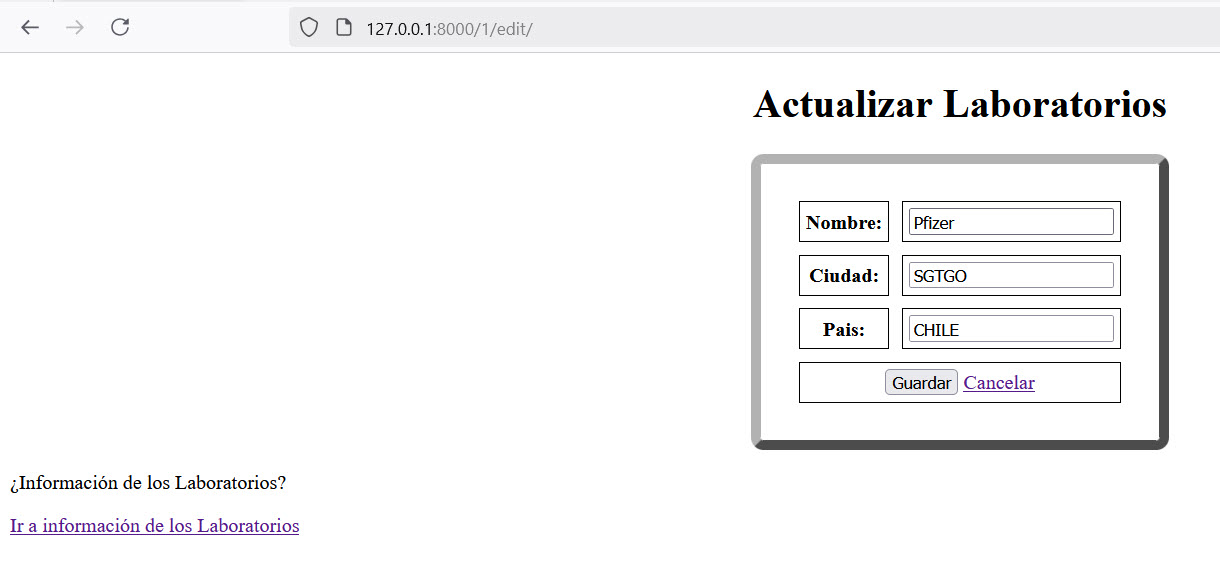 127.0.0.1:8000/1/edit/
Actualizar Laboratorios
Nombre: Pfizer
Ciudad: SGTGO
Pais: CHILE
Guardar Cancelar
¿Información de los Laboratorios?
Ir a información de los Laboratorios